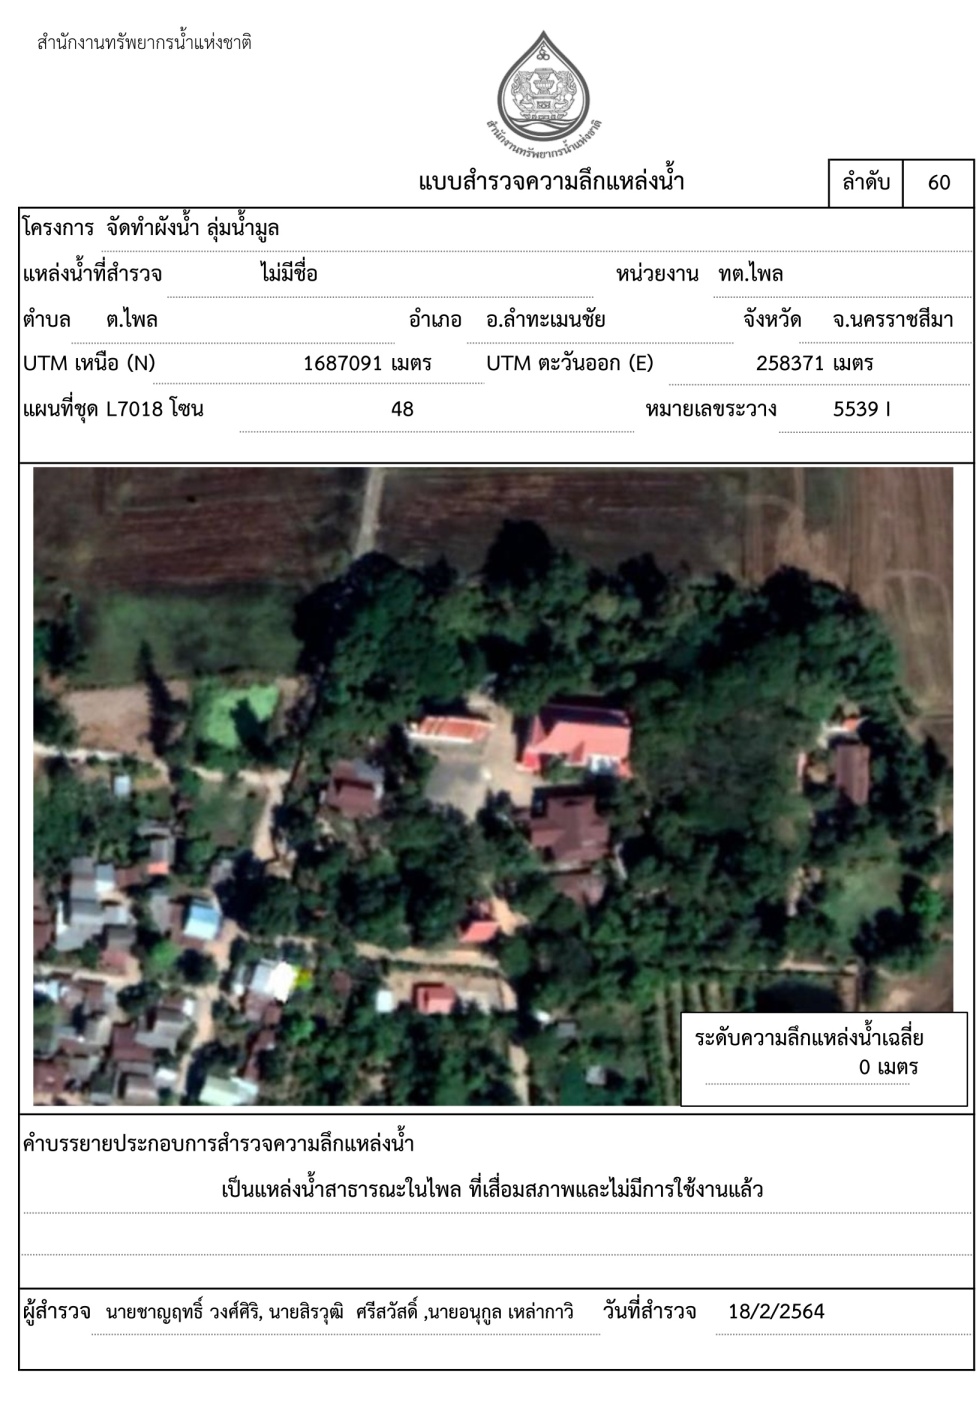 สำนักงานทรัพยากรน้ำแห่งชาติ
สำนักงานทรัพยากรน้ำแห่งชาติ
แบบสำรวจความลึกแหล่งน้ำ ลำดับ 60
โครงการ จัดทำผังน้ำ ลุ่มน้ำมูล
แหล่งน้ำที่สำรวจ ไม่มีชื่อ หน่วยงาน ทต.ไพล
ตำบล ต.ไพล อำเภอ อ.ลำทะเมนชัย จังหวัด จ.นครราชสีมา
UTM เหนือ (N) 1687091 เมตร UTM ตะวันออก (E) 258371 เมตร
แผนที่ชุด L7018 โซน 48 หมายเลขระวาง 5539 I
ระดับความลึกแหล่งน้ำเฉลี่ย
0 เมตร
คำบรรยายประกอบการสำรวจความลึกแหล่งน้ำ
เป็นแหล่งน้ำสาธารณะในไพล ที่เสื่อมสภาพและไม่มีการใช้งานแล้ว
ผู้สำรวจ นายชาญฤทธิ์ วงศ์ศิริ, นายสิรวุฒิ ศรีสวัสดิ์ ,นายอนุกูล เหล่ากาวิ วันที่สำรวจ 18/2/2564